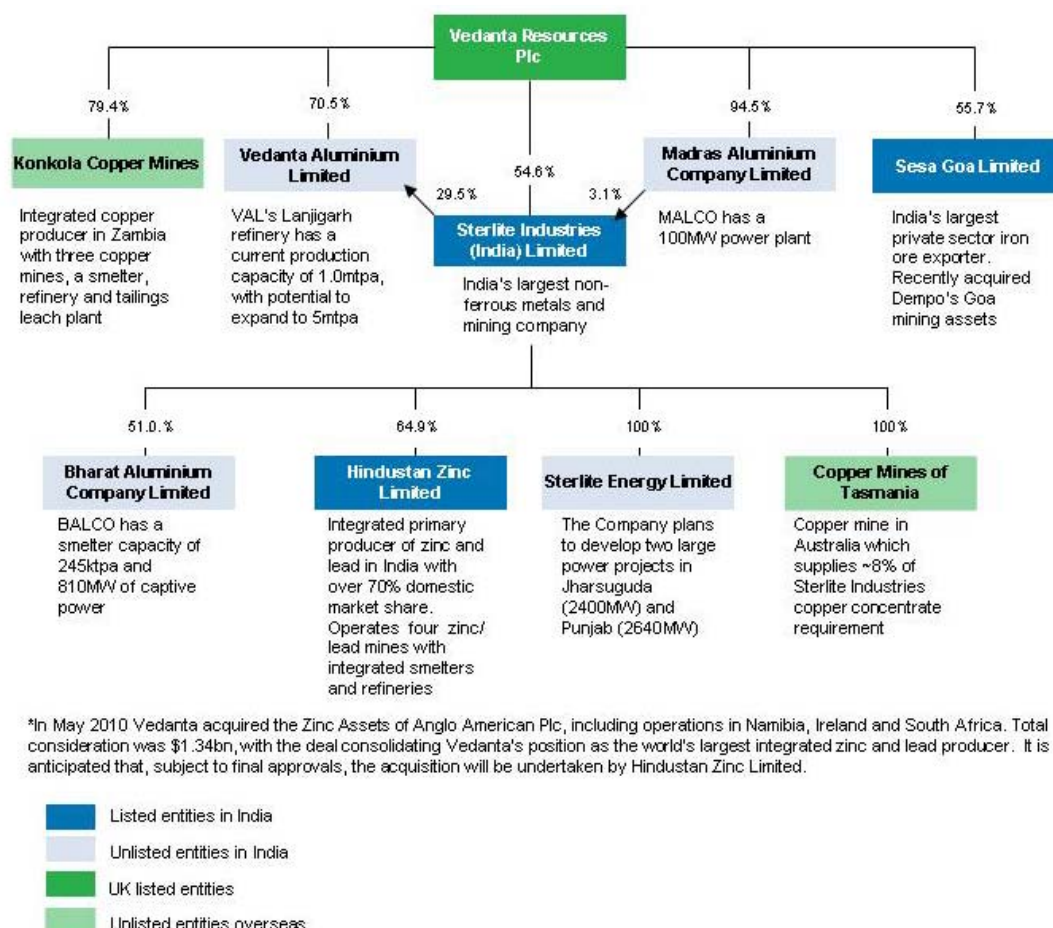 Vedanta Resources
Plc
79.4%
70.5%
94.5%
55.7%
Konkola Copper Mines
Vedanta Aluminium
Limited
54.6%
Madras Aluminium
Company Limited
Sesa Goa Limited
29.5%
3.1%
Integrated copper
producer in Zambia
with three copper
mines, a smelter,
refinery and tailings
leach plant
VAL's Lanjigarh
refinery has a
current production
capacity of 1.0mtpa,
with potential to
expand to 5mtpa
Sterlite Industries
(India) Limited
India's largest non-
ferrous metals and
mining company
MALCO has a
100MW power plant
India's largest
private sector iron
ore exporter.
Recently acquired
Dempo's Goa
mining assets
51.0.%
64.9%
100%
100%
Bharat Aluminium
Company Limited
Hindustan Zinc
Limited
Sterlite Energy Limited
Copper Mines of
Tasmania
BALCO has a
smelter capacity of
245ktpa and
810MW of captive
power
Integrated primary
producer of zinc and
lead in India with
over 70% domestic
market share.
Operates four zinc/
lead mines with
integrated smelters
and refineries
The Company plans
to develop two large
power projects in
Jharsuguda
(2400MW) and
Punjab (2640MW)
Copper mine in
Australia which
supplies ~8% of
Sterlite Industries
copper concentrate
requirement
*In May 2010 Vedanta acquired the Zinc Assets of Anglo American Plc, including operations in Namibia, Ireland and South Africa. Total
consideration was $1.34bn, with the deal consolidating Vedanta's position as the world's largest integrated zinc and lead producer. It is
anticipated that, subject to final approvals, the acquisition will be undertaken by Hindustan Zinc Limited.
Listed entities in India
Unlisted entities in India
UK listed entities
Unlisted entities overseas